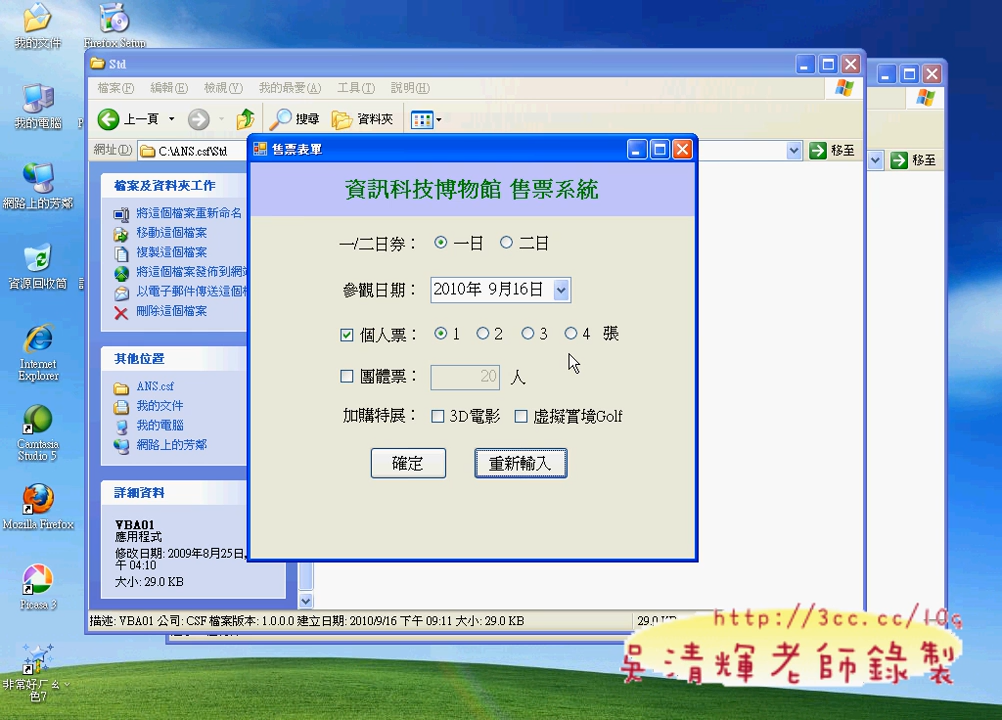 我的文件
Firefox Setup
我的電腦
網路上的芳鄰
資源回收筒
Internet
Explorer
Camtasia
Studio 5
Mozilla Firefox
Picasa 3
Std
檔案(F) 編輯(E) 檢視(V) 我的最愛(A) 工具(T) 說明(H)
上一頁 搜尋 資料夾
網址(D) C:\ANS.csf\Std 移至
移至
檔案及資料夾工作
將這個檔案重新命名
移動這個檔案
複製這個檔案
將這個檔案發佈到網
以電子郵件傳送這個
刪除這個檔案
其他位置
ANS.csf
我的文件
我的電腦
網路上的芳鄰
詳細資料
VBA01
應用程式
修改日期: 2009年8月25日,
午 04:10
大小: 29.0 KB
售票表單
資訊科技博物館 售票系統
一/二日券： 一日 二日
參觀日期： 2010年 9月16日
個人票： 1 2 3 4 張
團體票： 20 人
加購特展： 3D電影 虛擬實境Golf
確定 重新輸入
描述: VBA01 公司: CSF 檔案版本: 1.0.0.0 建立日期: 2010/9/16 下午 09:11 大小: 29.0 KB 29.0 KB
http://3cc.cc/10q
吳清輝老師錄製